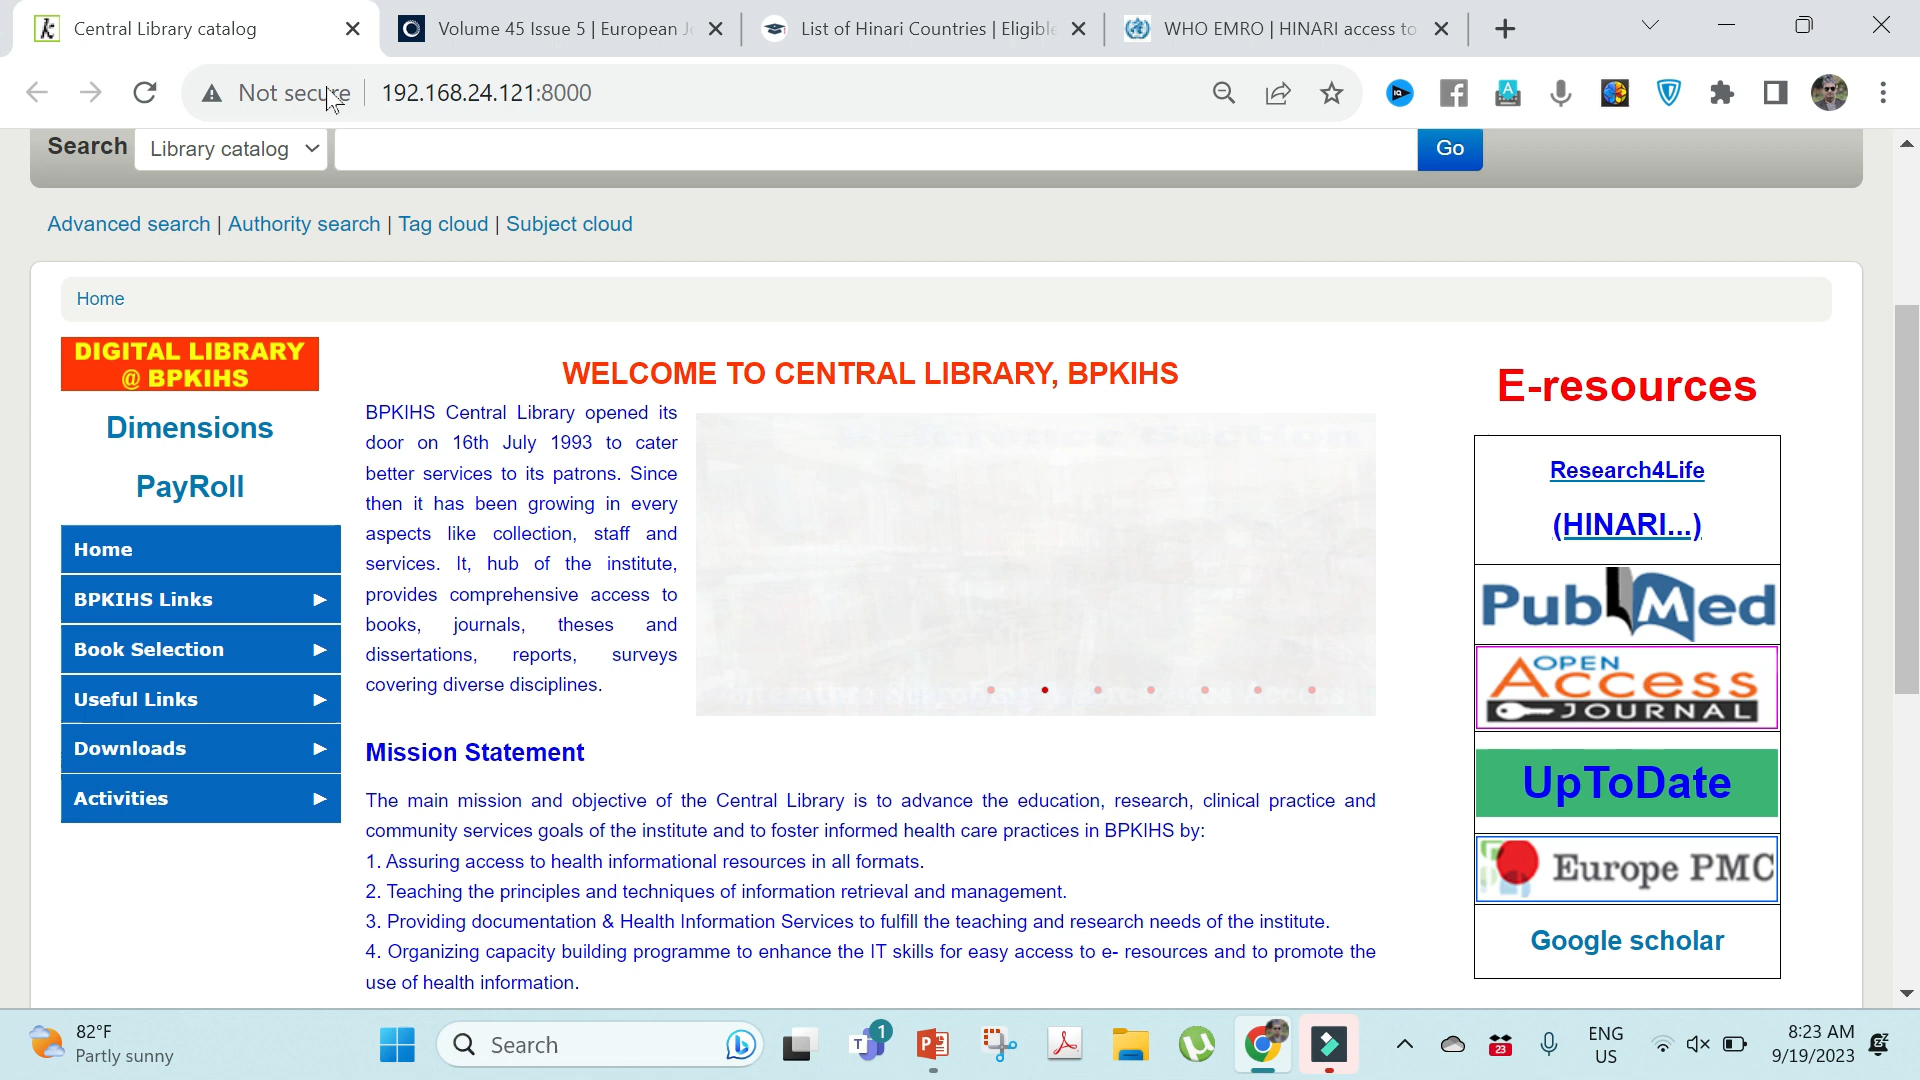 Central Library catalog
Volume 45 Issue 5 | European Jo
List of Hinari Countries | Eligible
WHO EMRO | HINARI access to
Not secure
192.168.24.121:8000
Search
Library catalog
Go
Advanced search | Authority search | Tag cloud | Subject cloud
Home
DIGITAL LIBRARY
@ BPKIHS
Dimensions
PayRoll
Home
BPKIHS Links
Book Selection
Useful Links
Downloads
Activities
WELCOME TO CENTRAL LIBRARY, BPKIHS
BPKIHS Central Library opened its
door on 16th July 1993 to cater
better services to its patrons. Since
then it has been growing in every
aspects like collection, staff and
services. It, hub of the institute,
provides comprehensive access to
books, journals, theses and
dissertations, reports, surveys
covering diverse disciplines.
Mission Statement
The main mission and objective of the Central Library is to advance the education, research, clinical practice and
community services goals of the institute and to foster informed health care practices in BPKIHS by:
1. Assuring access to health informational resources in all formats.
2. Teaching the principles and techniques of information retrieval and management.
3. Providing documentation & Health Information Services to fulfill the teaching and research needs of the institute.
4. Organizing capacity building programme to enhance the IT skills for easy access to e- resources and to promote the
use of health information.
E-resources
Research4Life
(HINARI...)
PubMed
OPEN
ACCESS
JOURNAL
UpToDate
Europe PMC
Google scholar
82°F
Partly sunny
Search
1
23
ENG
US
8:23 AM
9/19/2023